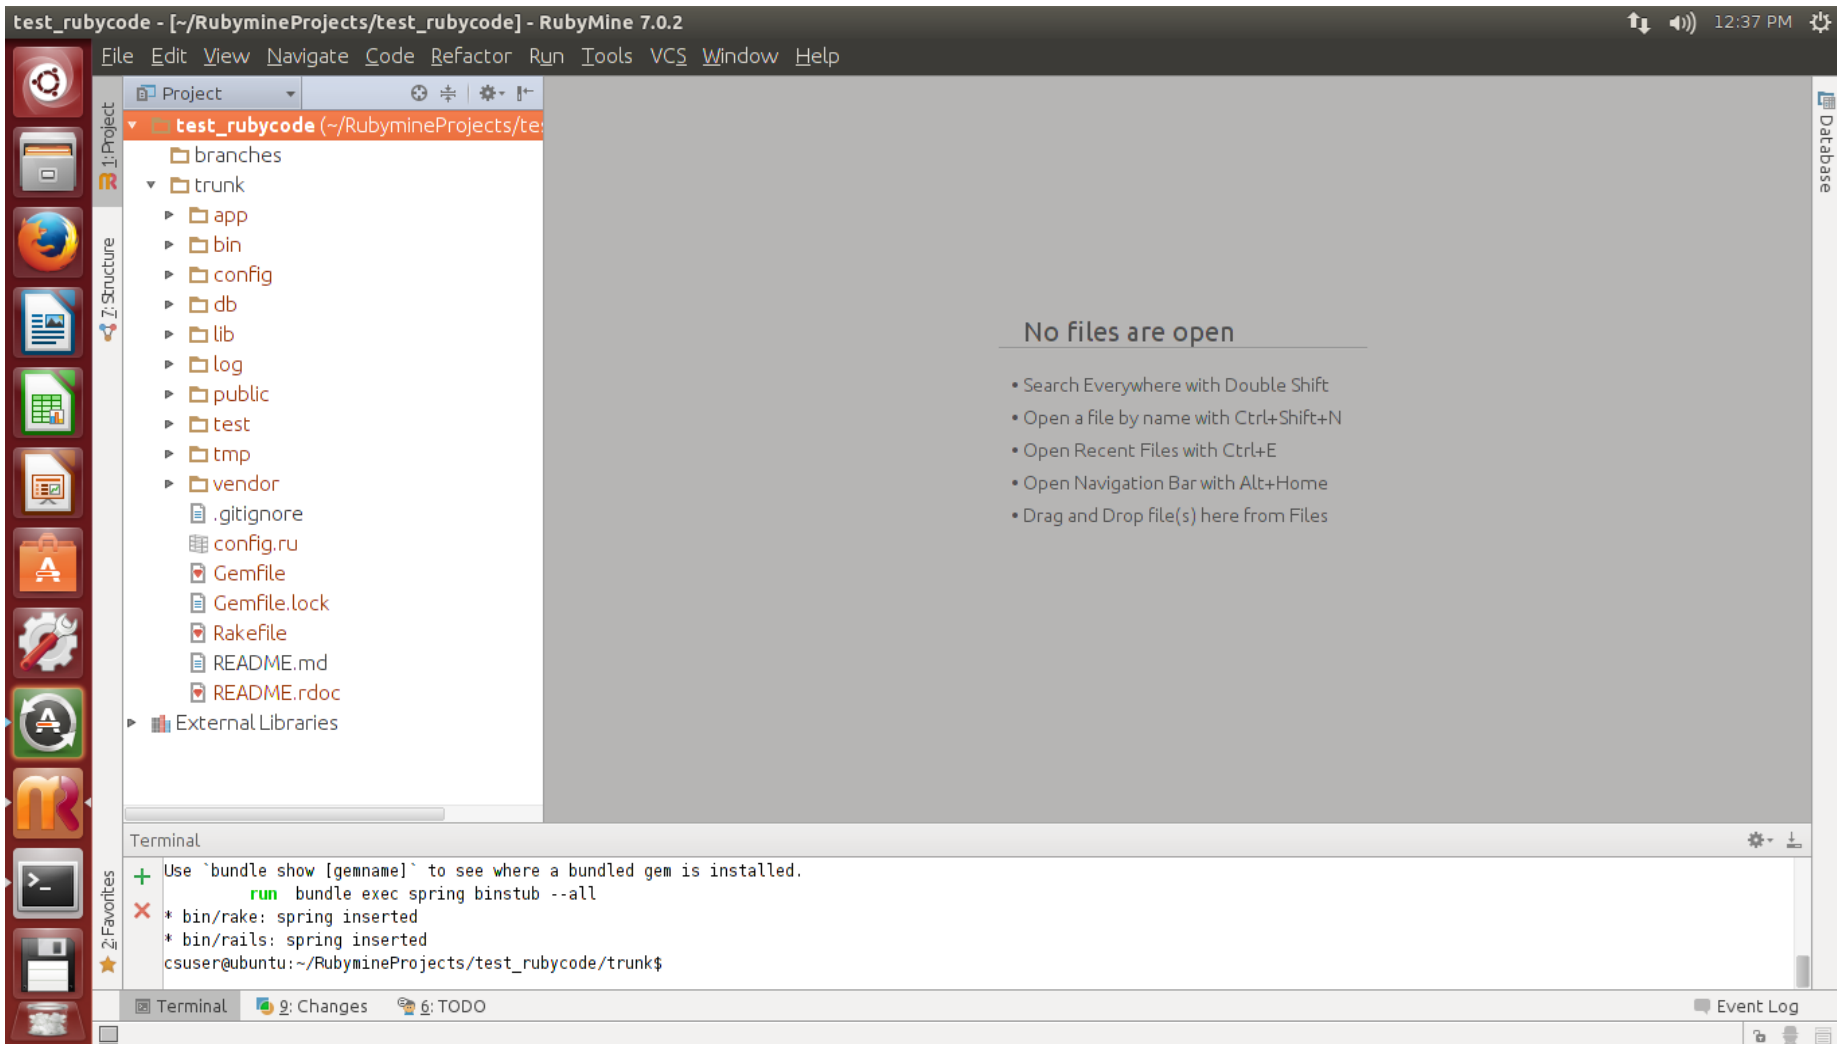 test_rubycode - [~/RubymineProjects/test_rubycode] - RubyMine 7.0.2
12:37 PM
File Edit View Navigate Code Refactor Run Tools VCS Window Help
Project
1: Project
7: Structure
2: Favorites
test_rubycode (~/RubymineProjects/te
branches
trunk
app
bin
config
db
lib
log
public
test
tmp
vendor
.gitignore
config.ru
Gemfile
Gemfile.lock
Rakefile
README.md
README.rdoc
External Libraries
No files are open
• Search Everywhere with Double Shift
• Open a file by name with Ctrl+Shift+N
• Open Recent Files with Ctrl+E
• Open Navigation Bar with Alt+Home
• Drag and Drop file(s) here from Files
Database
Terminal
Use `bundle show [gemname]` to see where a bundled gem is installed.
run bundle exec spring binstub --all
* bin/rake: spring inserted
* bin/rails: spring inserted
csuser@ubuntu:~/RubymineProjects/test_rubycode/trunk$
Terminal 9: Changes 6: TODO Event Log